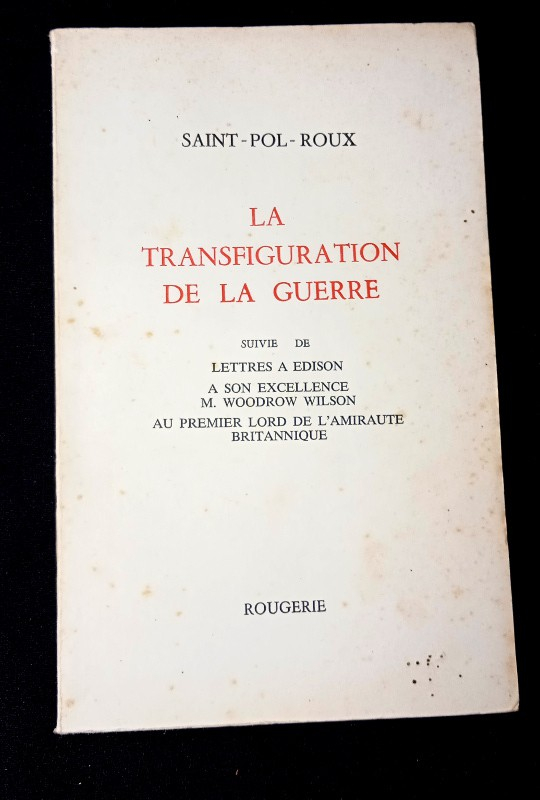 SAINT-POL-ROUX
LA
TRANSFIGURATION
DE LA GUERRE
SUIVIE DE
LETTRES A EDISON
A SON EXCELLENCE
M. WOODROW WILSON
AU PREMIER LORD DE L'AMIRAUTE
BRITANNIQUE
ROUGERIE